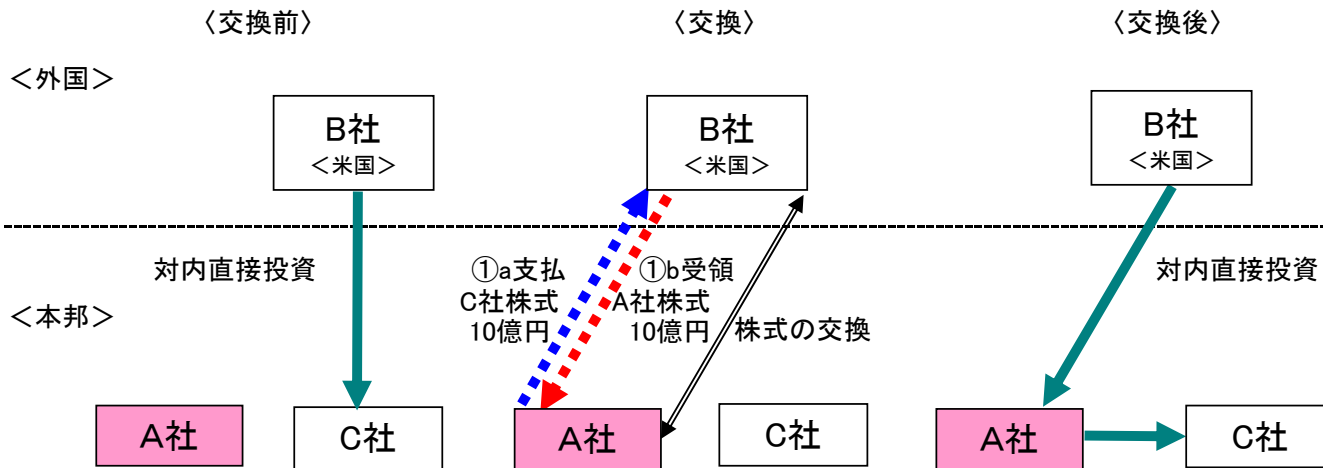 〈交換前〉
〈交換〉
〈交換後〉
＜外国＞
B社
＜米国＞
B社
＜米国＞
B社
＜米国＞
対内直接投資
①a支払
C社株式
10億円
①b受領
A社株式
10億円
株式の交換
対内直接投資
＜本邦＞
A社
C社
A社
C社
A社
C社